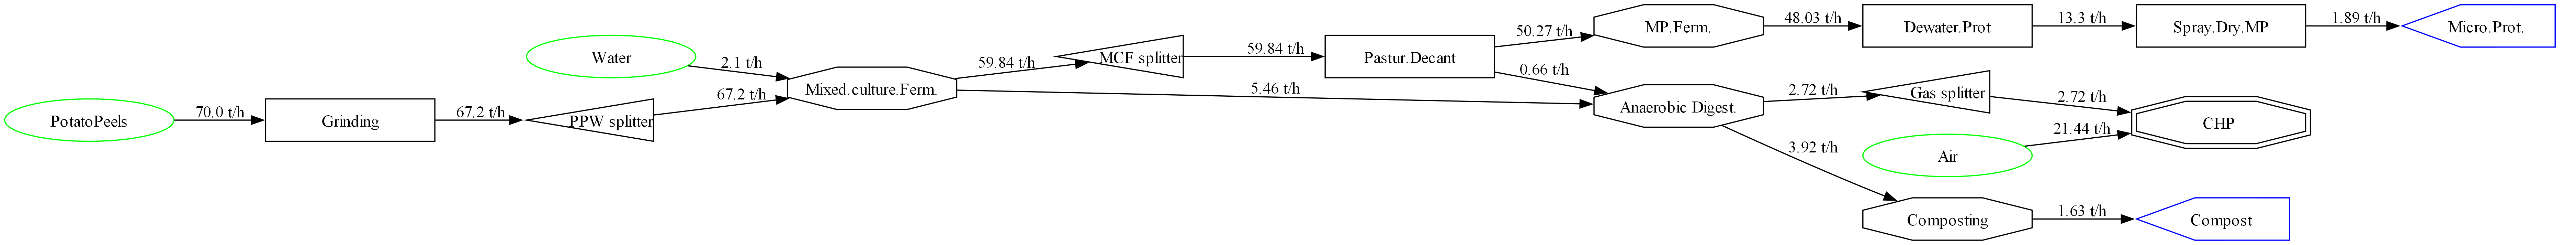 PotatoPeels
70.0 t/h
Grinding
67.2 t/h
PPW splitter
67.2 t/h
Water
2.1 t/h
Mixed.culture.Ferm.
59.84 t/h
5.46 t/h
MCF splitter
59.84 t/h
Pastur.Decant
50.27 t/h
0.66 t/h
MP.Ferm.
48.03 t/h
Dewater.Prot
13.3 t/h
Spray.Dry.MP
1.89 t/h
Micro.Prot.
Anaerobic Digest.
2.72 t/h
3.92 t/h
Gas splitter
2.72 t/h
Air
21.44 t/h
CHP
Composting
1.63 t/h
Compost